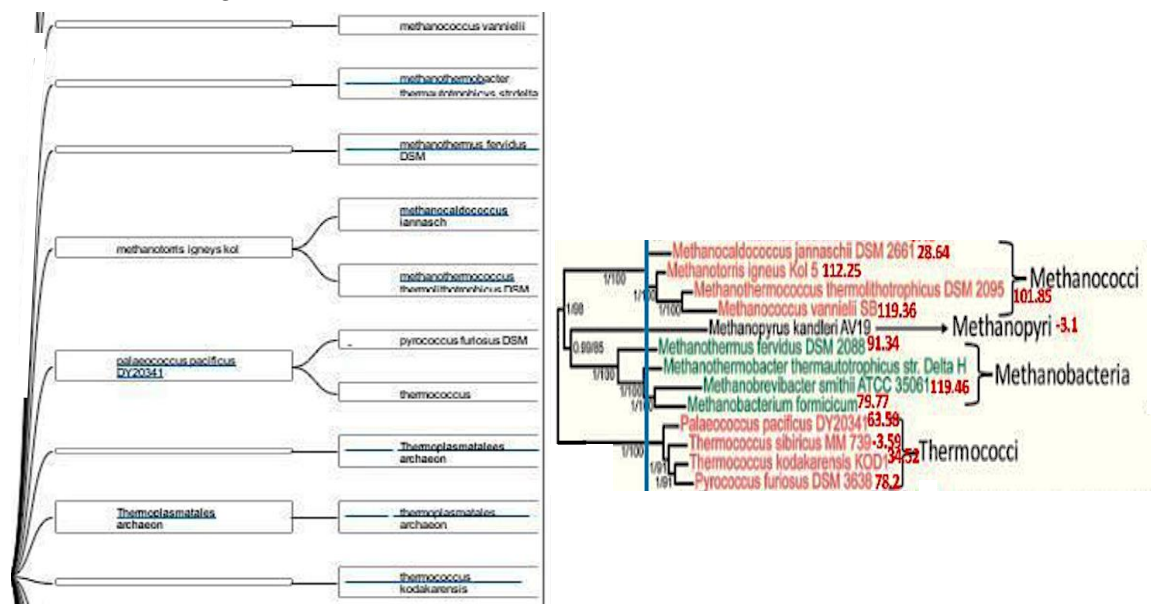 methanococcus vannielii
methanothermobacter
thermautotrophicys strdelta
methanothermus fervidus
DSM
methanocaldococcus
iannasch
methanotorris igneys kol
methanothermococcus
thermolithotrophicus DSM
palaeococcus pacificus
DY20341
pyrococcus furiosus DSM
thermococcus
Thermoplasmatalees
archaeon
Thermoplasmatales
archaeon
thermoplasmatales
archaeon
thermococcus
kodakarensis
Methanocaldococcus jannaschii DSM 2661 28.64
Methanotorris igneus Kol 5 112.25
Methanothermococcus thermolithotrophicus DSM 2095 101.85
Methanococcus vannielii SB 119.36
Methanococci
Methanopyrus kandleri AV19
Methanopyri -3.1
Methanothermus fervidus DSM 2088 91.34
Methanothermobacter thermautotrophicus str. Delta H
Methanobrevibacter smithii ATCC 35061 119.46
Methanobacterium formicicum 79.77
Methanobacteria
Palaeococcus pacificus DY20341 63.58
Thermococcus sibiricus MM 739 -3.59
Thermococcus kodakarensis KOD1 34.52
Pyrococcus furiosus DSM 3638 78.2
Thermococci
1/100
1/100
1/98
0.99/85
1/100
1/100
1/100
1/91
1/91